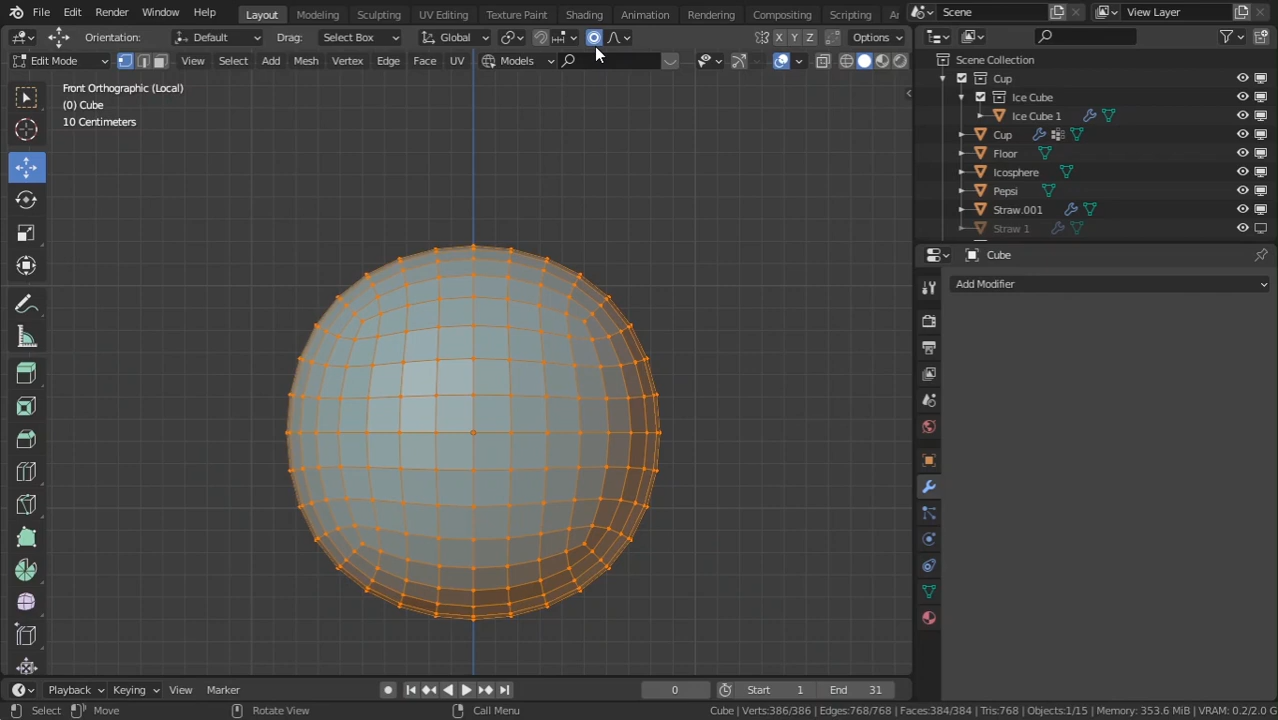 File Edit Render Window Help Layout Modeling Sculpting UV Editing Texture Paint Shading Animation Rendering Compositing Scripting Scene View Layer
Orientation: Default Drag: Select Box Global X Y Z Options
Edit Mode View Select Add Mesh Vertex Edge Face UV Models
Front Orthographic (Local)
(0) Cube
10 Centimeters
Scene Collection
Cup
Ice Cube
Ice Cube 1
Cup
Floor
Icosphere
Pepsi
Straw.001
Straw 1
Cube
Add Modifier
Playback Keying View Marker 0 Start 1 End 31
Select Move Rotate View Call Menu Cube | Verts:386/386 | Edges:768/768 | Faces:384/384 | Tris:768 | Objects:1/15 | Memory: 353.6 MiB | VRAM: 0.2/2.0 G